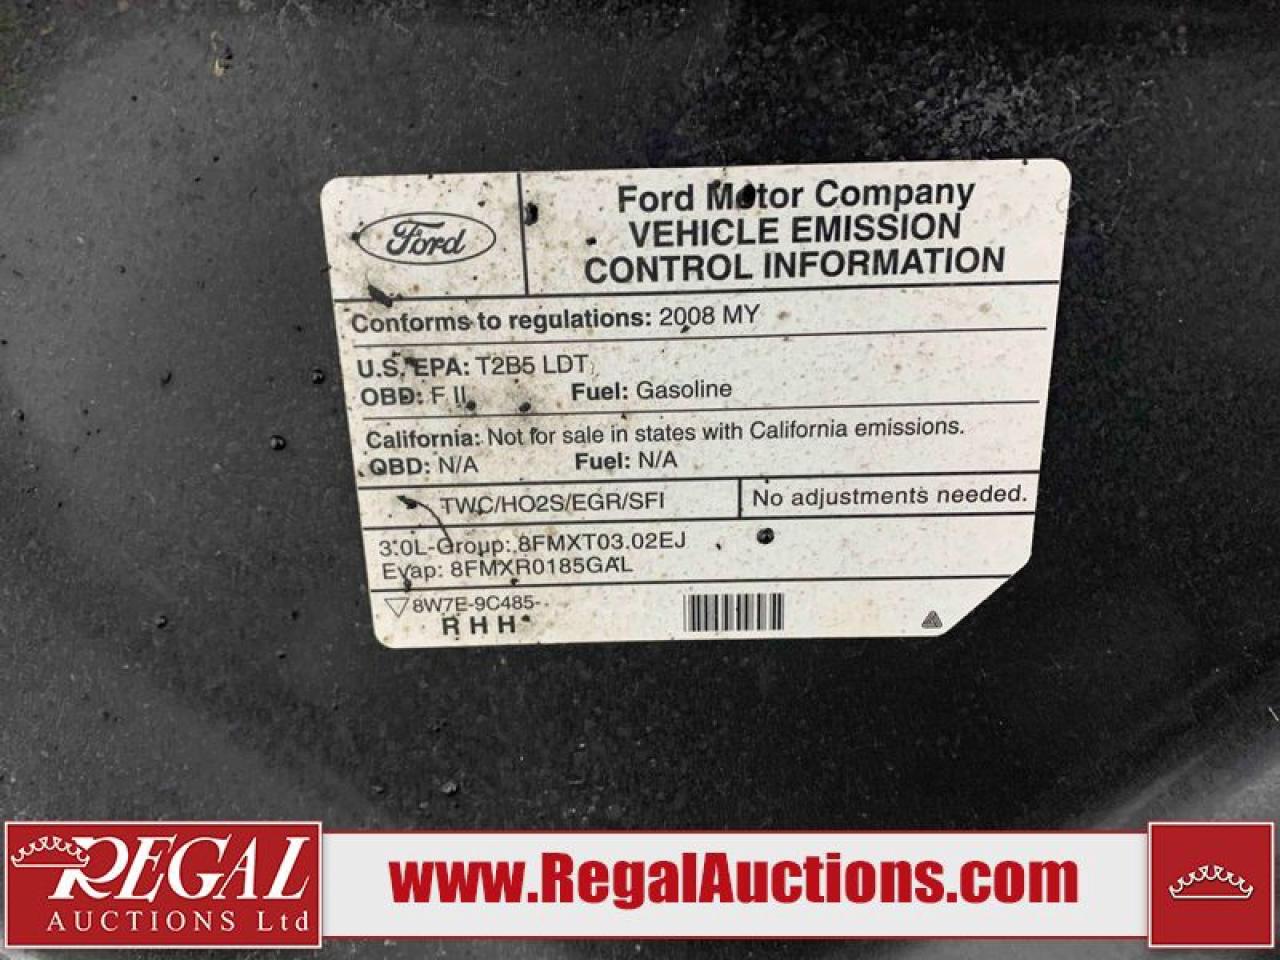 Ford
Ford Motor Company
VEHICLE EMISSION
CONTROL INFORMATION
Conforms to regulations: 2008 MY
U.S. EPA: T2B5 LDT
OBD: F II Fuel: Gasoline
California: Not for sale in states with California emissions.
OBD: N/A Fuel: N/A
TWC/HO2S/EGR/SFI No adjustments needed.
3.0L-Group: 8FMXT03.02EJ
Evap: 8FMXR0185GAL
8W7E-9C485-
R H H
REGAL
AUCTIONS Ltd
www.RegalAuctions.com